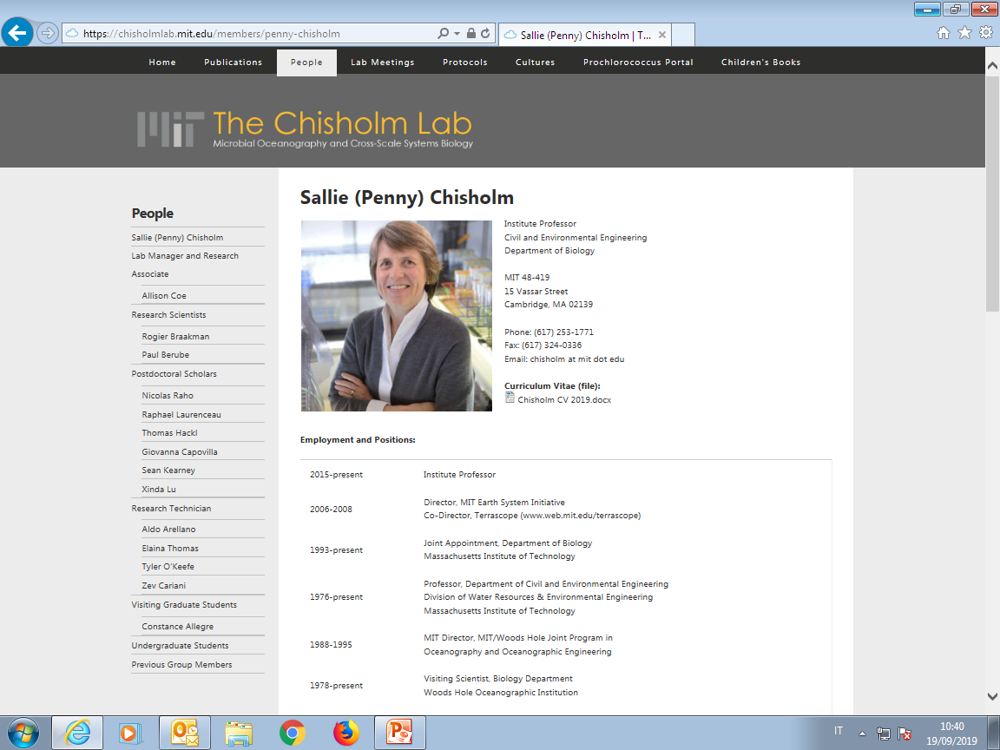 https://chisholmlab.mit.edu/members/penny-chisholm
Sallie (Penny) Chisholm | T...
Home Publications People Lab Meetings Protocols Cultures Prochlorococcus Portal Children's Books
MIT The Chisholm Lab
Microbial Oceanography and Cross-Scale Systems Biology
People
Sallie (Penny) Chisholm
Lab Manager and Research
Associate
Allison Coe
Research Scientists
Rogier Braakman
Paul Berube
Postdoctoral Scholars
Nicolas Raho
Raphael Laurenceau
Thomas Hackl
Giovanna Capovilla
Sean Kearney
Xinda Lu
Research Technician
Aldo Arellano
Elaina Thomas
Tyler O'Keefe
Zev Cariani
Visiting Graduate Students
Constance Allegre
Undergraduate Students
Previous Group Members
Sallie (Penny) Chisholm
Institute Professor
Civil and Environmental Engineering
Department of Biology
MIT 48-419
15 Vassar Street
Cambridge, MA 02139
Phone: (617) 253-1771
Fax: (617) 324-0336
Email: chisholm at mit dot edu
Curriculum Vitae (file):
Chisholm CV 2019.docx
Employment and Positions:
2015-present Institute Professor
2006-2008 Director, MIT Earth System Initiative
Co-Director, Terrascope (www.web.mit.edu/terrascope)
1993-present Joint Appointment, Department of Biology
Massachusetts Institute of Technology
1976-present Professor, Department of Civil and Environmental Engineering
Division of Water Resources & Environmental Engineering
Massachusetts Institute of Technology
1988-1995 MIT Director, MIT/Woods Hole Joint Program in
Oceanography and Oceanographic Engineering
1978-present Visiting Scientist, Biology Department
Woods Hole Oceanographic Institution
IT
10:40
19/09/2019